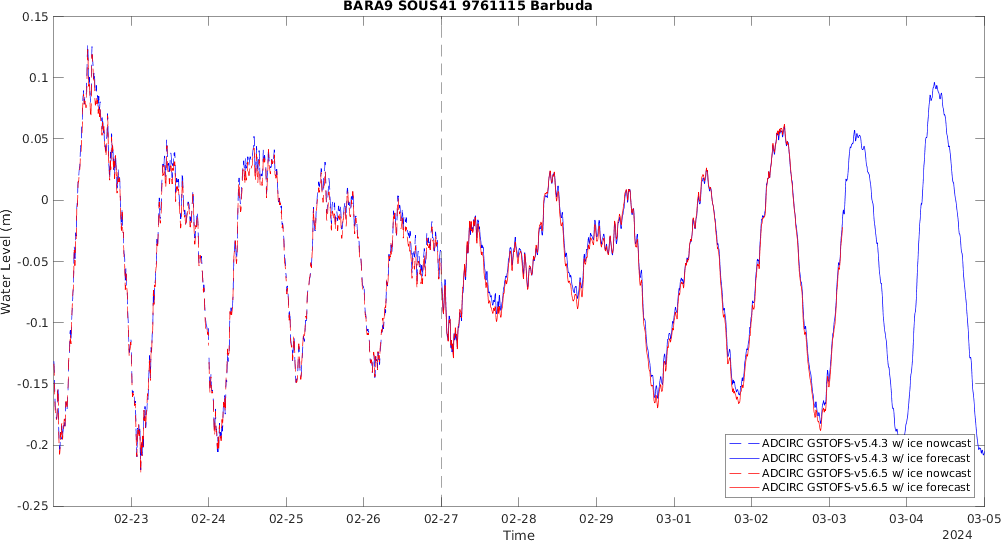 BARA9 SOUS41 9761115 Barbuda
0.15
0.1
0.05
0
-0.05
-0.1
-0.15
-0.2
-0.25
Water Level (m)
ADCIRC GSTOFS-v5.4.3 w/ ice nowcast
ADCIRC GSTOFS-v5.4.3 w/ ice forecast
ADCIRC GSTOFS-v5.6.5 w/ ice nowcast
ADCIRC GSTOFS-v5.6.5 w/ ice forecast
02-23 02-24 02-25 02-26 02-27 02-28 02-29 03-01 03-02 03-03 03-04 03-05
Time
2024